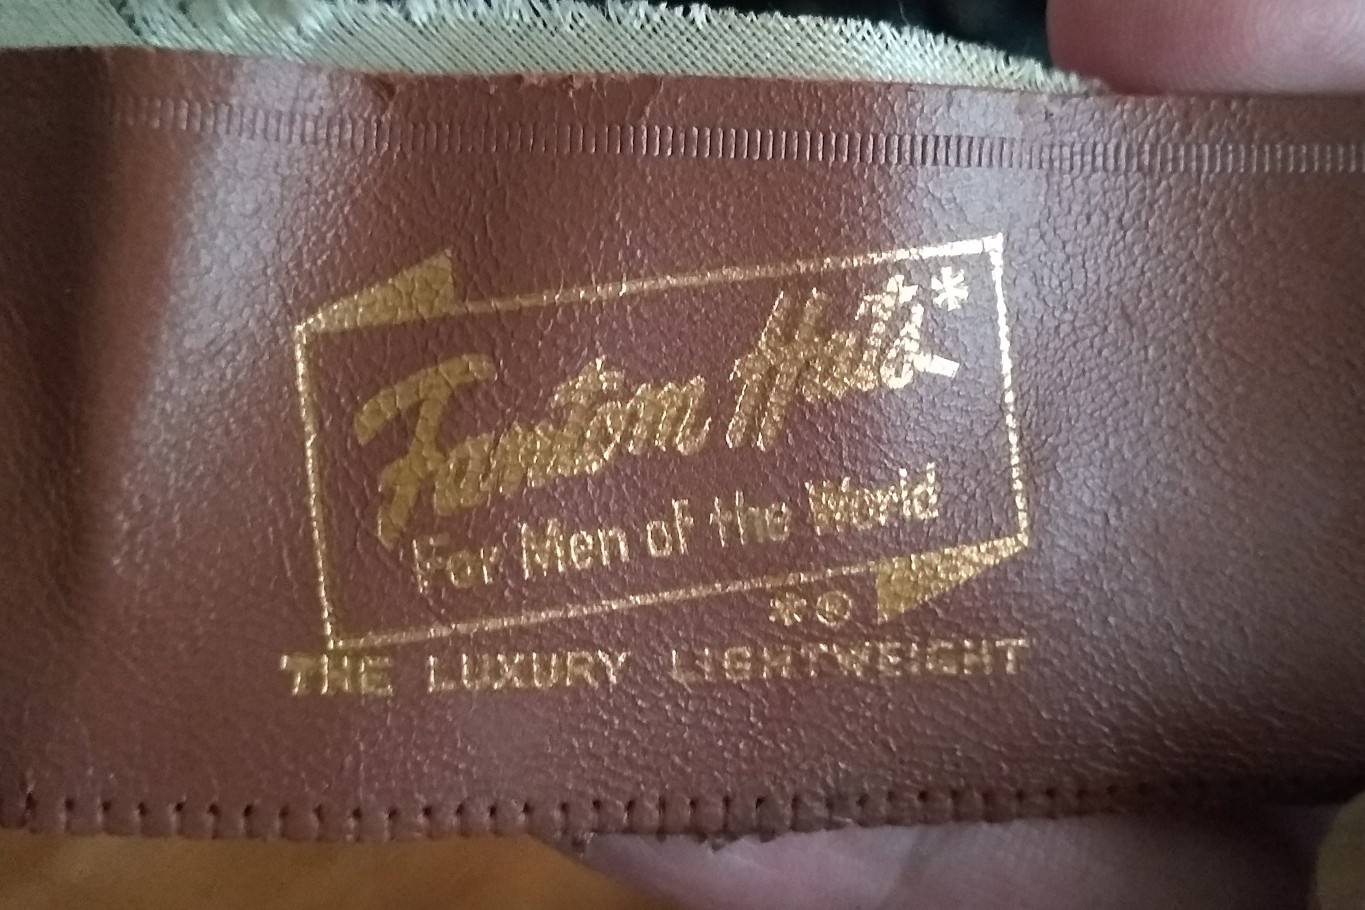 Fantom Hats*
For Men of the World
*®
THE LUXURY LIGHTWEIGHT